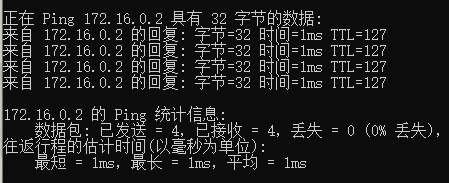 正在 Ping 172.16.0.2 具有 32 字节的数据:
来自 172.16.0.2 的回复: 字节=32 时间=1ms TTL=127
来自 172.16.0.2 的回复: 字节=32 时间=1ms TTL=127
来自 172.16.0.2 的回复: 字节=32 时间=1ms TTL=127
来自 172.16.0.2 的回复: 字节=32 时间=1ms TTL=127
172.16.0.2 的 Ping 统计信息:
数据包: 已发送 = 4, 已接收 = 4, 丢失 = 0 (0% 丢失),
往返行程的估计时间(以毫秒为单位):
最短 = 1ms, 最长 = 1ms, 平均 = 1ms